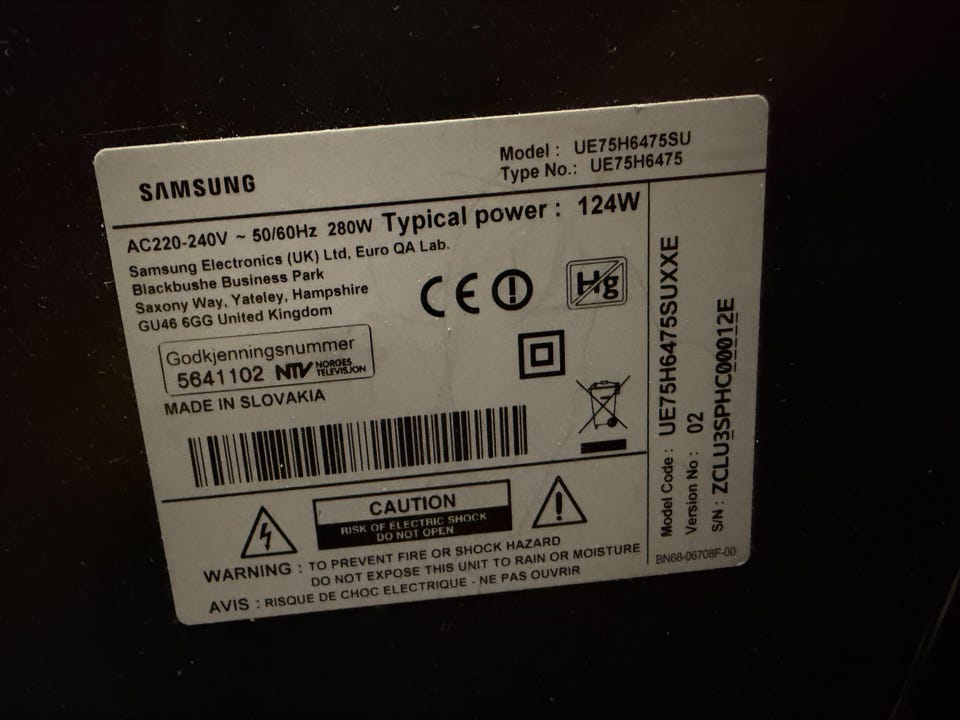 SAMSUNG
Model : UE75H6475SU
Type No.: UE75H6475
AC220-240V ~ 50/60Hz 280W Typical power : 124W
Samsung Electronics (UK) Ltd, Euro QA Lab.
Blackbushe Business Park
Saxony Way, Yateley, Hampshire
GU46 6GG United Kingdom
CE
Hg
Godkjenningsnummer
5641102 NTV NORGES TELEVISJON
MADE IN SLOVAKIA
CAUTION
RISK OF ELECTRIC SHOCK
DO NOT OPEN
WARNING : TO PREVENT FIRE OR SHOCK HAZARD
DO NOT EXPOSE THIS UNIT TO RAIN OR MOISTURE
AVIS : RISQUE DE CHOC ELECTRIQUE - NE PAS OUVRIR
Model Code : UE75H6475SUXXE
Version No : 02
S/N : ZCLU3SPHC00012E
BN68-06708F-00